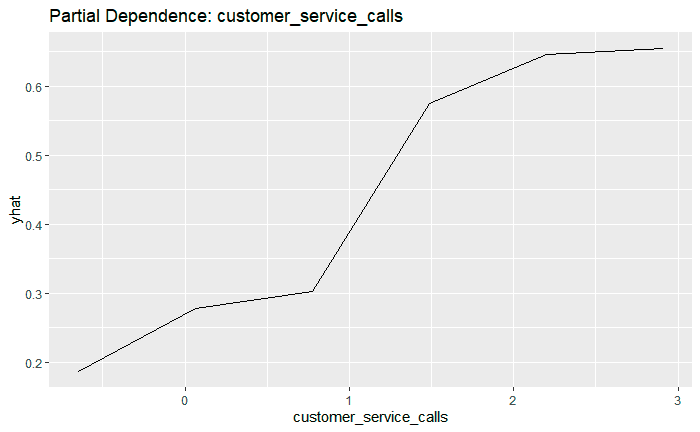 Partial Dependence: customer_service_calls
0.6
0.5
0.4
0.3
0.2
yhat
0 1 2 3
customer_service_calls